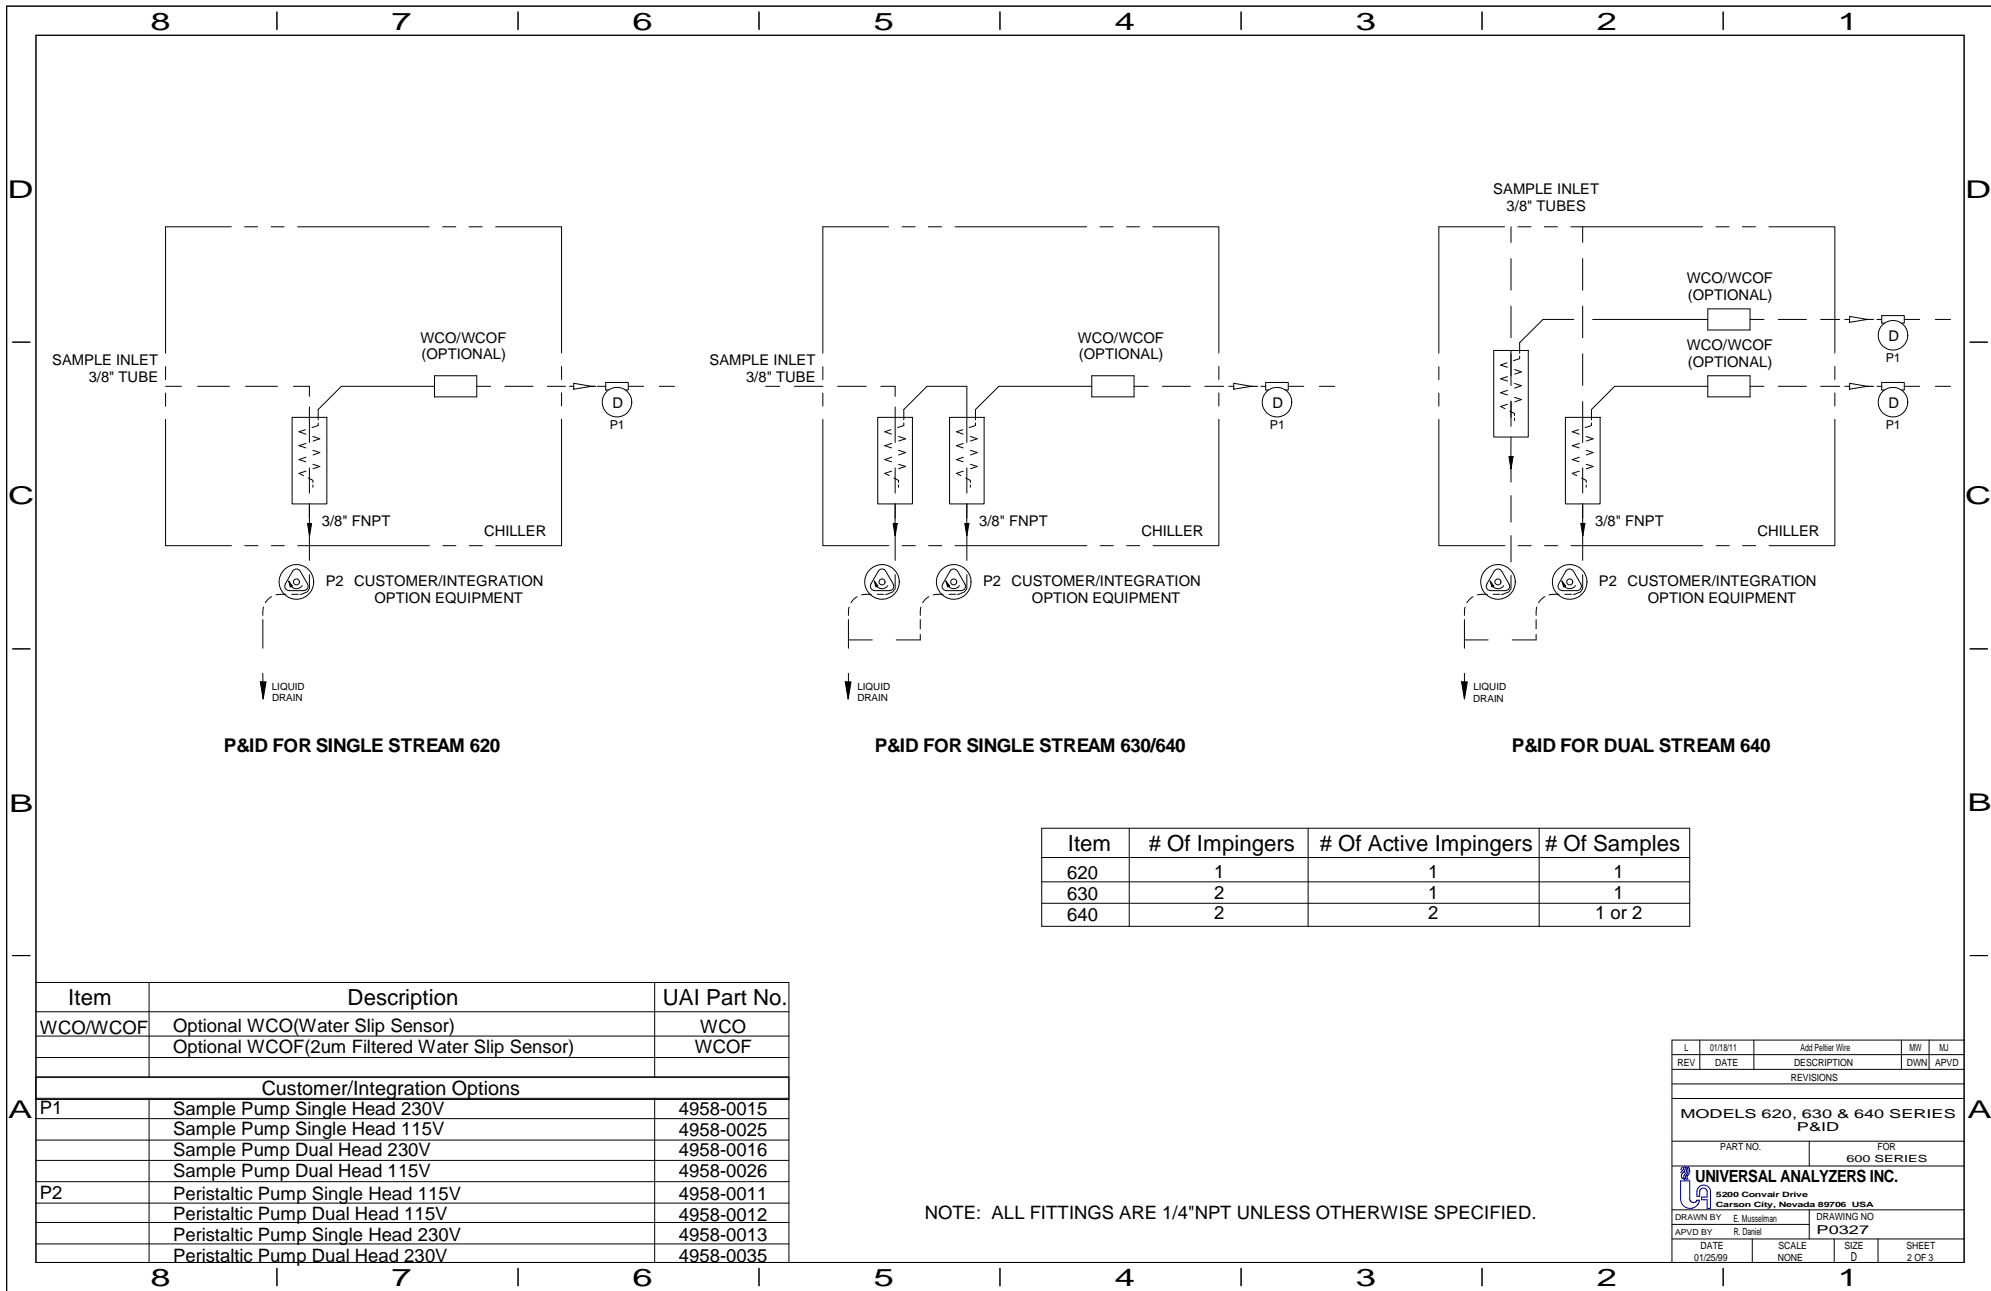 8 7 6 5 4 3 2 1
D
D
C
C
B
B
A
A
SAMPLE INLET
3/8" TUBE
WCO/WCOF
(OPTIONAL)
D
P1
3/8" FNPT
CHILLER
P2 CUSTOMER/INTEGRATION
OPTION EQUIPMENT
LIQUID
DRAIN
P&ID FOR SINGLE STREAM 620
SAMPLE INLET
3/8" TUBE
WCO/WCOF
(OPTIONAL)
D
P1
3/8" FNPT
CHILLER
P2 CUSTOMER/INTEGRATION
OPTION EQUIPMENT
LIQUID
DRAIN
P&ID FOR SINGLE STREAM 630/640
SAMPLE INLET
3/8" TUBES
WCO/WCOF
(OPTIONAL)
D
P1
WCO/WCOF
(OPTIONAL)
D
P1
3/8" FNPT
CHILLER
P2 CUSTOMER/INTEGRATION
OPTION EQUIPMENT
LIQUID
DRAIN
P&ID FOR DUAL STREAM 640
Item # Of Impingers # Of Active Impingers # Of Samples
620 1 1 1
630 2 1 1
640 2 2 1 or 2
Item Description UAI Part No.
WCO/WCOF Optional WCO(Water Slip Sensor) WCO
Optional WCOF(2um Filtered Water Slip Sensor) WCOF
Customer/Integration Options
P1 Sample Pump Single Head 230V 4958-0015
Sample Pump Single Head 115V 4958-0025
Sample Pump Dual Head 230V 4958-0016
Sample Pump Dual Head 115V 4958-0026
P2 Peristaltic Pump Single Head 115V 4958-0011
Peristaltic Pump Dual Head 115V 4958-0012
Peristaltic Pump Single Head 230V 4958-0013
Peristaltic Pump Dual Head 230V 4958-0035
NOTE: ALL FITTINGS ARE 1/4"NPT UNLESS OTHERWISE SPECIFIED.
L 01/18/11 Add Peltier Wire MW MJ
REV DATE DESCRIPTION DWN APVD
REVISIONS
MODELS 620, 630 & 640 SERIES
P&ID
PART NO. FOR
600 SERIES
UNIVERSAL ANALYZERS INC.
5200 Convair Drive
Carson City, Nevada 89706 USA
DRAWN BY E. Musselman DRAWING NO
APVD BY R. Daniel P0327
DATE SCALE SIZE SHEET
01/25/99 NONE D 2 OF 3
8 7 6 5 4 3 2 1